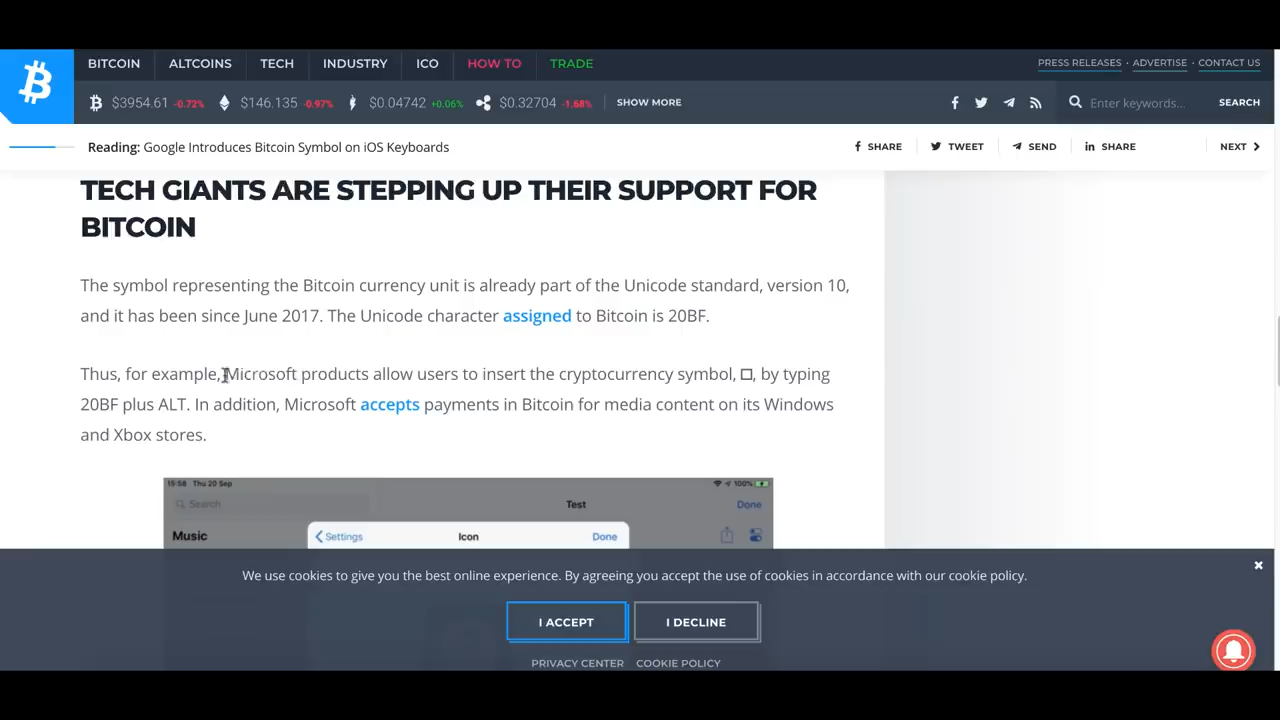 BITCOIN ALTCOINS TECH INDUSTRY ICO HOW TO TRADE PRESS RELEASES · ADVERTISE · CONTACT US
$3954.61 -0.72% $146.135 -0.97% $0.04742 +0.06% $0.32704 -1.68% SHOW MORE Enter keywords... SEARCH
Reading: Google Introduces Bitcoin Symbol on iOS Keyboards SHARE TWEET SEND SHARE NEXT
TECH GIANTS ARE STEPPING UP THEIR SUPPORT FOR
BITCOIN
The symbol representing the Bitcoin currency unit is already part of the Unicode standard, version 10,
and it has been since June 2017. The Unicode character assigned to Bitcoin is 20BF.
Thus, for example, Microsoft products allow users to insert the cryptocurrency symbol, □, by typing
20BF plus ALT. In addition, Microsoft accepts payments in Bitcoin for media content on its Windows
and Xbox stores.
15:58 Thu 20 Sep 100%
Search Test Done
Music Settings Icon Done
We use cookies to give you the best online experience. By agreeing you accept the use of cookies in accordance with our cookie policy.
I ACCEPT I DECLINE
PRIVACY CENTER COOKIE POLICY